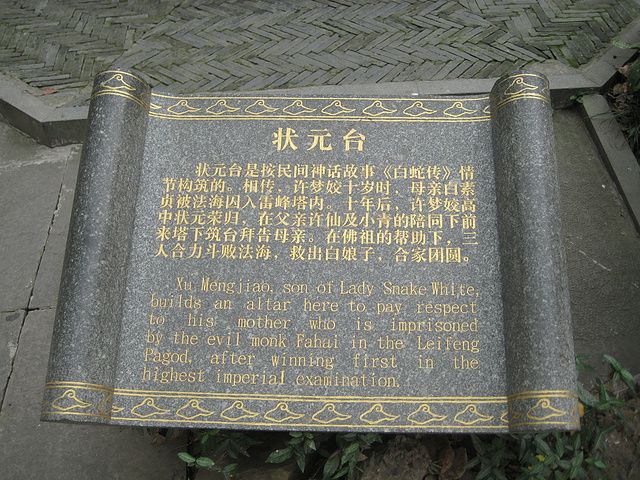 状元台
状元台是按民间神话故事《白蛇传》情
节构筑的。相传，许梦蛟十岁时，母亲白素
贞被法海囚入雷峰塔内。十年后，许梦蛟高
中状元荣归，在父亲许仙及小青的陪同下前
来塔下筑台拜告母亲。在佛祖的帮助下，三
人合力斗败法海，救出白娘子，合家团圆。
Xu Mengjiao, son of Lady Snake White,
builds an altar here to pay respect
to his mother who is imprisoned
by the evil monk Fahai in the Leifeng
Pagod, after winning first in the
highest imperial examination.